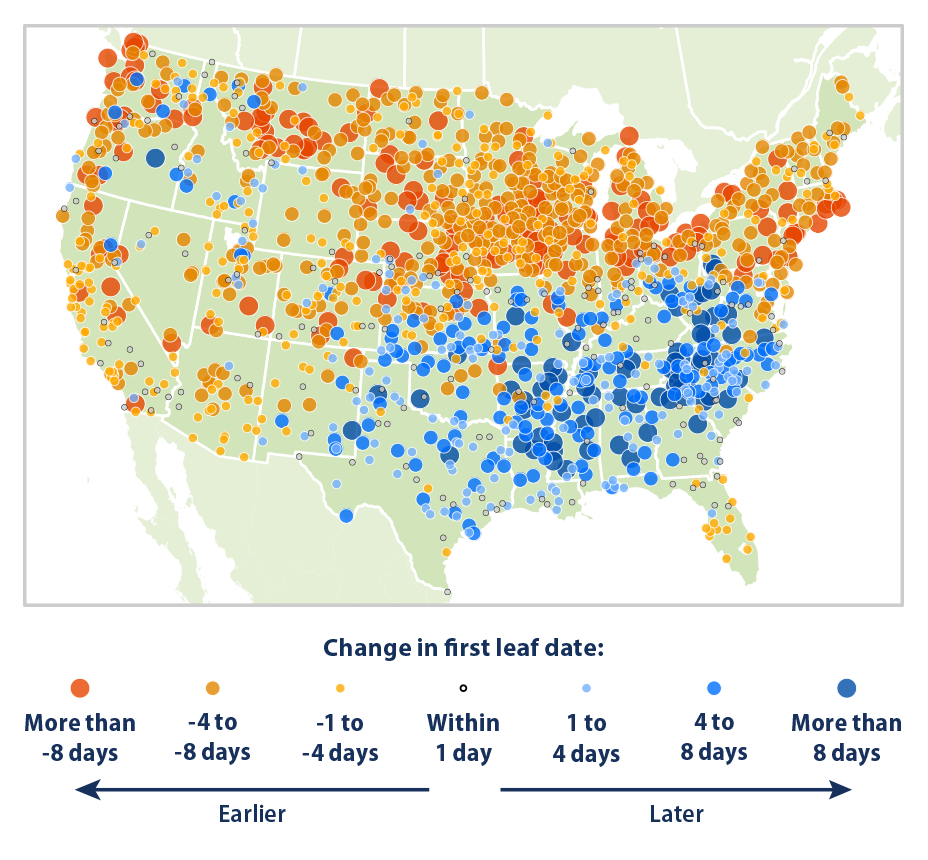 Change in first leaf date:
More than
-8 days
-4 to
-8 days
-1 to
-4 days
Within
1 day
1 to
4 days
4 to
8 days
More than
8 days
Earlier
Later